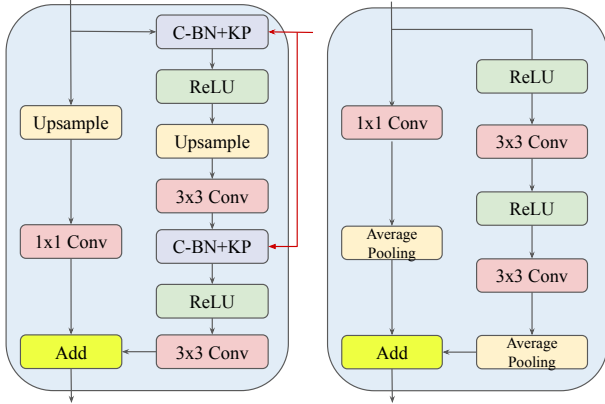 C-BN+KP
ReLU
Upsample
Upsample
3x3 Conv
1x1 Conv
C-BN+KP
ReLU
Add
3x3 Conv
ReLU
1x1 Conv
3x3 Conv
ReLU
Average
Pooling
3x3 Conv
Add
Average
Pooling